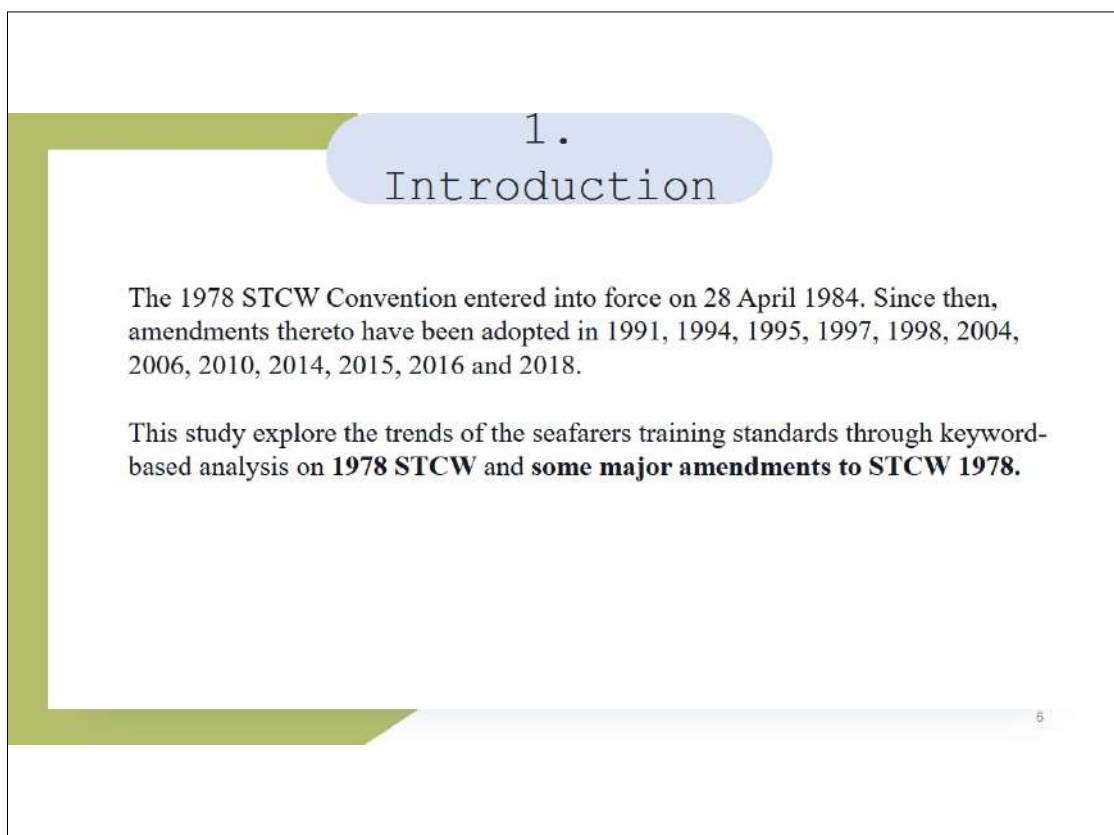 1.
Introduction
The 1978 STCW Convention entered into force on 28 April 1984. Since then,
amendments thereto have been adopted in 1991, 1994, 1995, 1997, 1998, 2004,
2006, 2010, 2014, 2015, 2016 and 2018.
This study explore the trends of the seafarers training standards through keyword-
based analysis on 1978 STCW and some major amendments to STCW 1978.
6